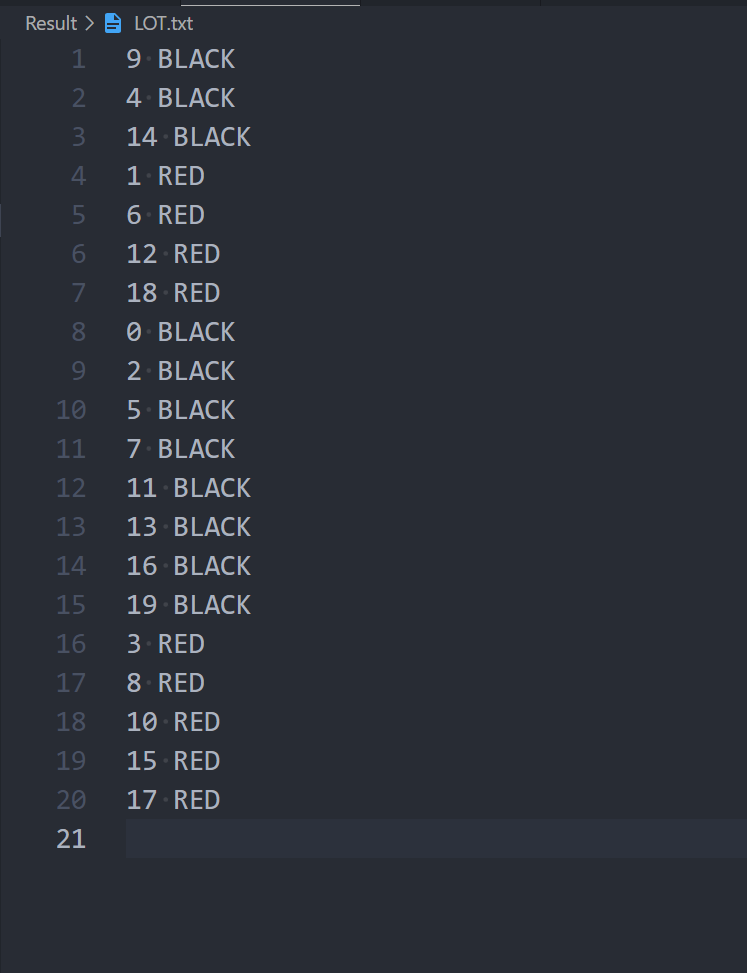 Result > LOT.txt
1 9 BLACK
2 4 BLACK
3 14 BLACK
4 1 RED
5 6 RED
6 12 RED
7 18 RED
8 0 BLACK
9 2 BLACK
10 5 BLACK
11 7 BLACK
12 11 BLACK
13 13 BLACK
14 16 BLACK
15 19 BLACK
16 3 RED
17 8 RED
18 10 RED
19 15 RED
20 17 RED
21